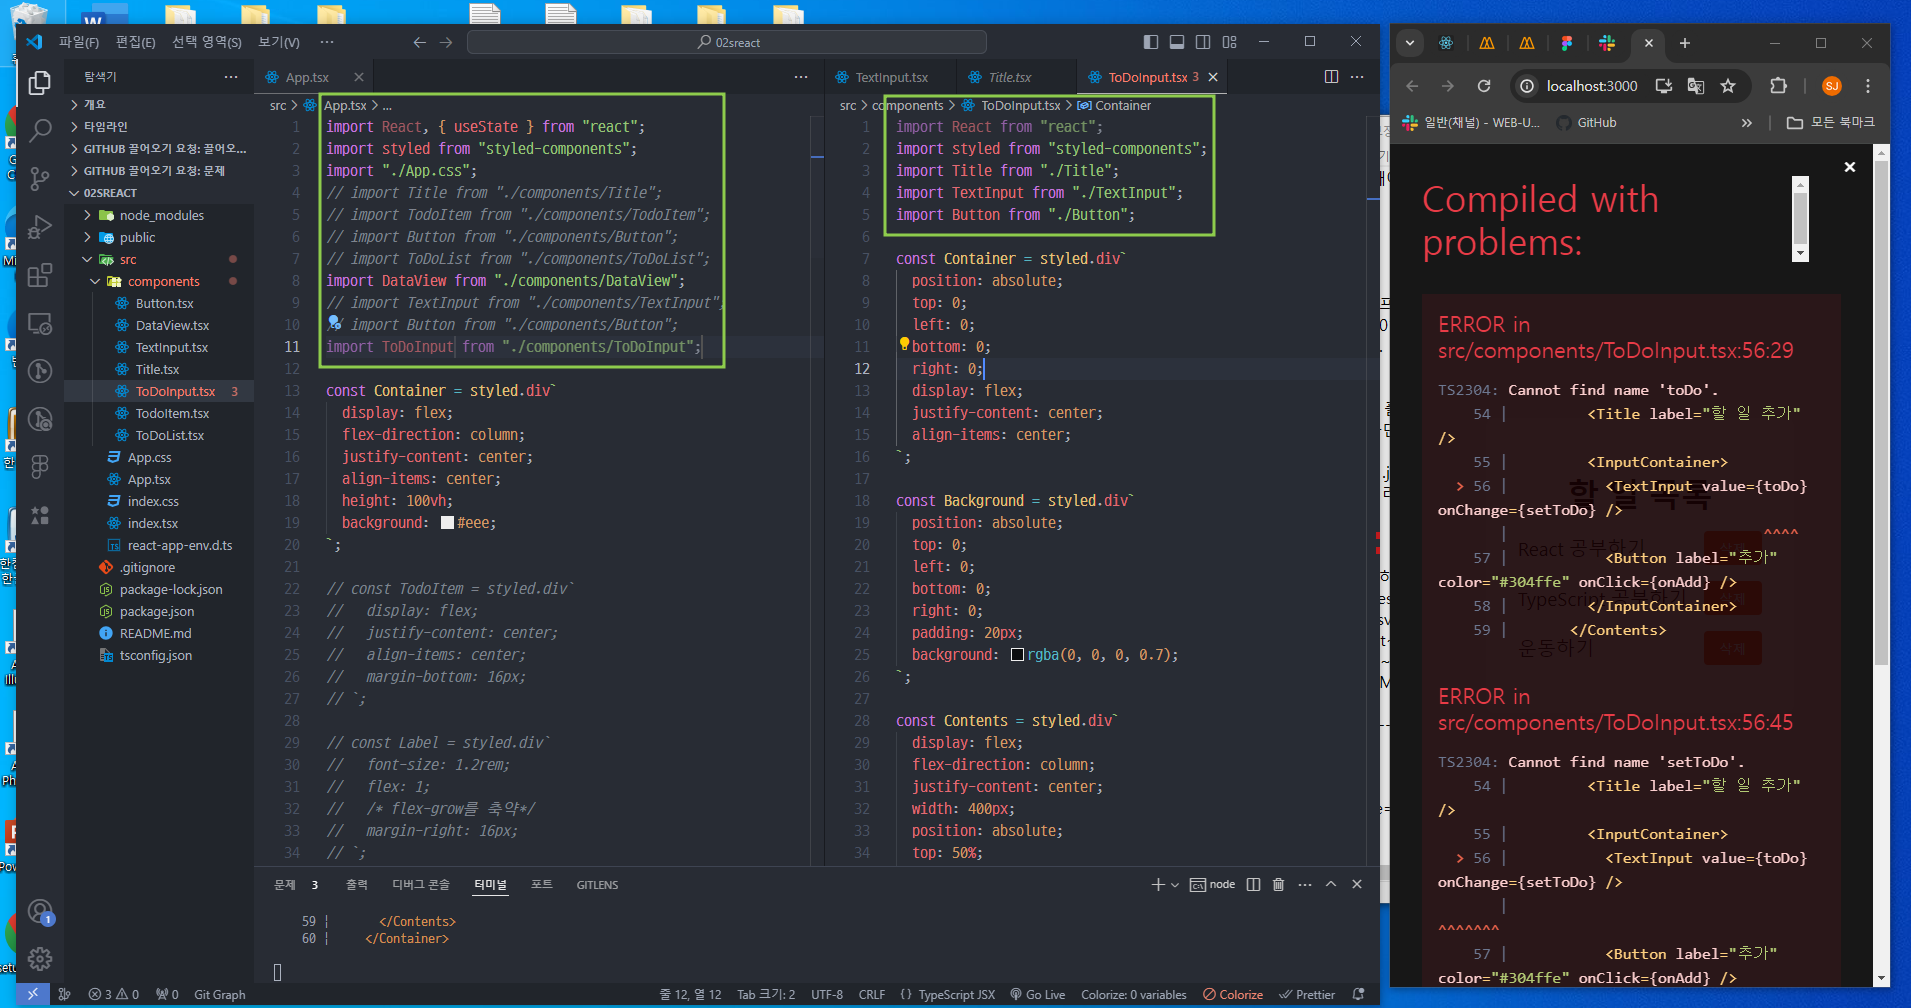 파일(F) 편집(E) 선택 영역(S) 보기(V) ···
02sreact
탐색기
개요
타임라인
GITHUB 끌어오기 요청: 끌어오...
GITHUB 끌어오기 요청: 문제
02SREACT
node_modules
public
src
components
Button.tsx
DataView.tsx
TextInput.tsx
Title.tsx
ToDoInput.tsx 3
TodoItem.tsx
ToDoList.tsx
App.css
App.tsx
index.css
index.tsx
react-app-env.d.ts
.gitignore
package-lock.json
package.json
README.md
tsconfig.json
App.tsx
src > App.tsx > ...
1 import React, { useState } from "react";
2 import styled from "styled-components";
3 import "./App.css";
4 // import Title from "./components/Title";
5 // import TodoItem from "./components/TodoItem";
6 // import Button from "./components/Button";
7 // import ToDoList from "./components/ToDoList";
8 import DataView from "./components/DataView";
9 // import TextInput from "./components/TextInput";
10 // import Button from "./components/Button";
11 import ToDoInput from "./components/ToDoInput";
12
13 const Container = styled.div`
14 display: flex;
15 flex-direction: column;
16 justify-content: center;
17 align-items: center;
18 height: 100vh;
19 background: #eee;
20 `;
21
22 // const TodoItem = styled.div`
23 // display: flex;
24 // justify-content: center;
25 // align-items: center;
26 // margin-bottom: 16px;
27 // `;
28
29 // const Label = styled.div`
30 // font-size: 1.2rem;
31 // flex: 1;
32 // /* flex-grow를 축약*/
33 // margin-right: 16px;
34 // `;
TextInput.tsx Title.tsx ToDoInput.tsx 3
src > components > ToDoInput.tsx > Container
1 import React from "react";
2 import styled from "styled-components";
3 import Title from "./Title";
4 import TextInput from "./TextInput";
5 import Button from "./Button";
6
7 const Container = styled.div`
8 position: absolute;
9 top: 0;
10 left: 0;
11 bottom: 0;
12 right: 0;
13 display: flex;
14 justify-content: center;
15 align-items: center;
16 `;
17
18 const Background = styled.div`
19 position: absolute;
20 top: 0;
21 left: 0;
22 bottom: 0;
23 right: 0;
24 padding: 20px;
25 background: rgba(0, 0, 0, 0.7);
26 `;
27
28 const Contents = styled.div`
29 display: flex;
30 flex-direction: column;
31 justify-content: center;
32 width: 400px;
33 position: absolute;
34 top: 50%;
문제 3 출력 디버그 콘솔 터미널 포트 GITLENS
node
59 | </Contents>
60 | </Container>
3 0 0 Git Graph
줄 12, 열 12 Tab 크기: 2 UTF-8 CRLF {} TypeScript JSX Go Live Colorize: 0 variables Colorize Prettier
localhost:3000
SJ
일반(채널) - WEB-U... GitHub » 모든 북마크
Compiled with
problems:
ERROR in
src/components/ToDoInput.tsx:56:29
TS2304: Cannot find name 'toDo'.
54 | <Title label="할 일 추가"
/>
55 | <InputContainer>
> 56 | <TextInput value={toDo}
onChange={setToDo} />
| ^^^^
57 | <Button label="추가"
color="#304ffe" onClick={onAdd} />
58 | </InputContainer>
59 | </Contents>
할 일 목록
React 공부하기
TypeScript 공부하기
운동하기 삭제
ERROR in
src/components/ToDoInput.tsx:56:45
TS2304: Cannot find name 'setToDo'.
54 | <Title label="할 일 추가"
/>
55 | <InputContainer>
> 56 | <TextInput value={toDo}
onChange={setToDo} />
|
^^^^^^^
57 | <Button label="추가"
color="#304ffe" onClick={onAdd} />